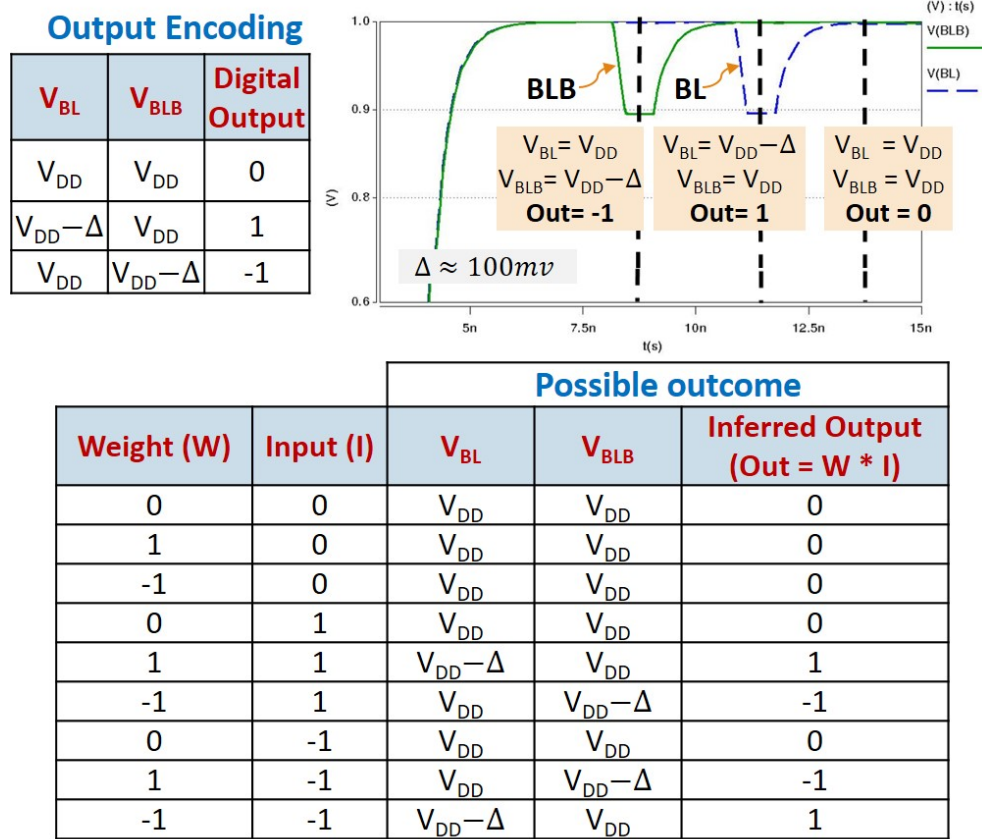 Output Encoding
V_BL V_BLB Digital Output
V_DD V_DD 0
V_DD−Δ V_DD 1
V_DD V_DD−Δ -1
(V) : t(s)
V(BLB)
V(BL)
1.0
0.9
0.8
0.6
(V)
BLB
BL
V_BL= V_DD
V_BLB= V_DD−Δ
Out= -1
V_BL= V_DD−Δ
V_BLB= V_DD
Out= 1
V_BL = V_DD
V_BLB = V_DD
Out = 0
Δ ≈ 100mv
5n 7.5n 10n 12.5n 15n
t(s)
Possible outcome
Weight (W) Input (I) V_BL V_BLB Inferred Output
(Out = W * I)
0 0 V_DD V_DD 0
1 0 V_DD V_DD 0
-1 0 V_DD V_DD 0
0 1 V_DD V_DD 0
1 1 V_DD−Δ V_DD 1
-1 1 V_DD V_DD−Δ -1
0 -1 V_DD V_DD 0
1 -1 V_DD V_DD−Δ -1
-1 -1 V_DD−Δ V_DD 1